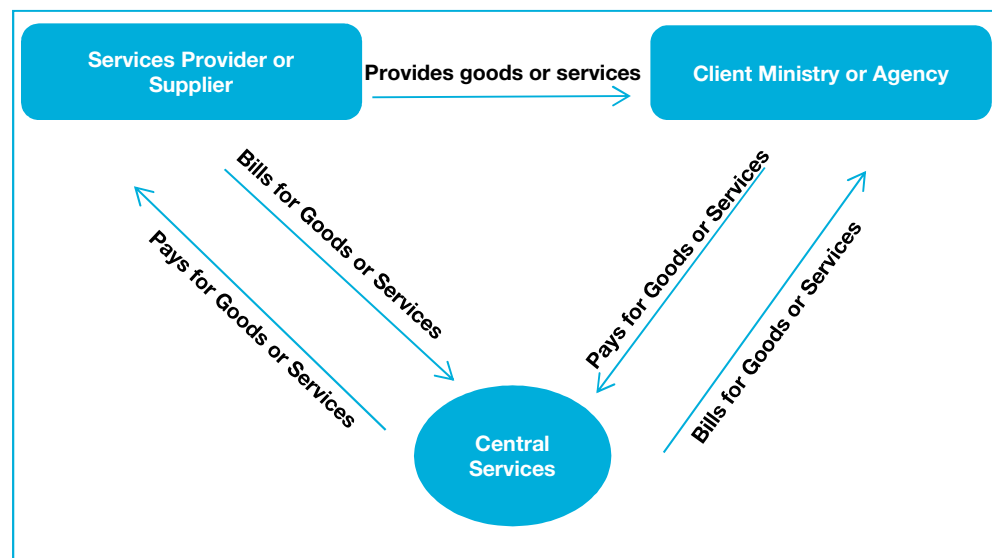 Services Provider or
Supplier
Provides goods or services
Client Ministry or Agency
Bills for Goods or Services
Pays for Goods or Services
Pays for Goods or Services
Bills for Goods or Services
Central
Services